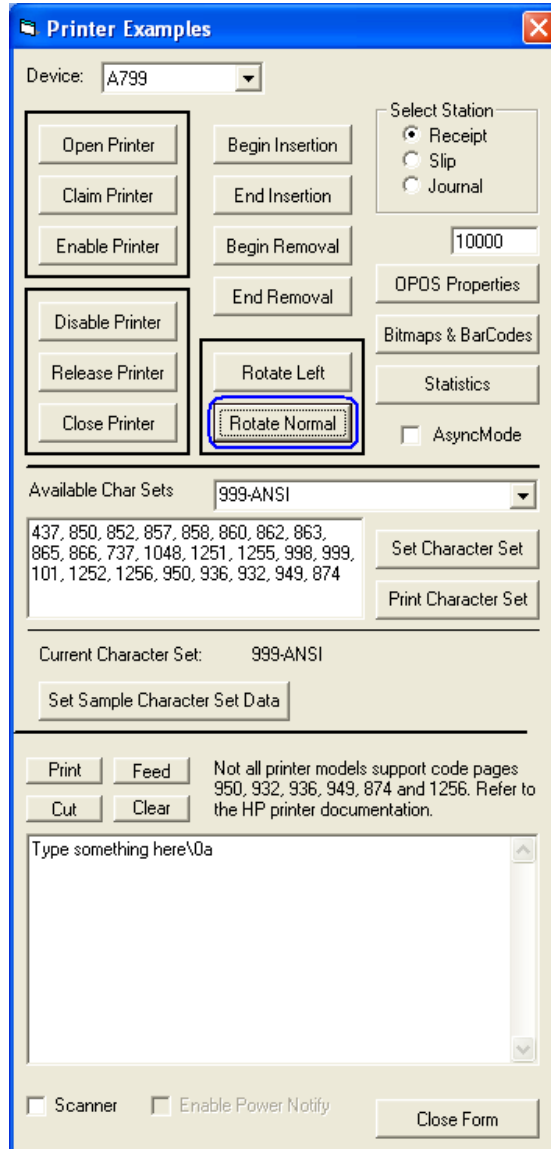 Printer Examples
Device: A799
Select Station
Receipt
Slip
Journal
Open Printer
Begin Insertion
Claim Printer
End Insertion
Enable Printer
Begin Removal
10000
End Removal
OPOS Properties
Disable Printer
Bitmaps & BarCodes
Release Printer
Rotate Left
Statistics
Close Printer
Rotate Normal
AsyncMode
Available Char Sets
999-ANSI
437, 850, 852, 857, 858, 860, 862, 863,
865, 866, 737, 1048, 1251, 1255, 998, 999,
101, 1252, 1256, 950, 936, 932, 949, 874
Set Character Set
Print Character Set
Current Character Set: 999-ANSI
Set Sample Character Set Data
Print
Feed
Cut
Clear
Not all printer models support code pages
950, 932, 936, 949, 874 and 1256. Refer to
the HP printer documentation.
Type something here\0a
Scanner
Enable Power Notify
Close Form